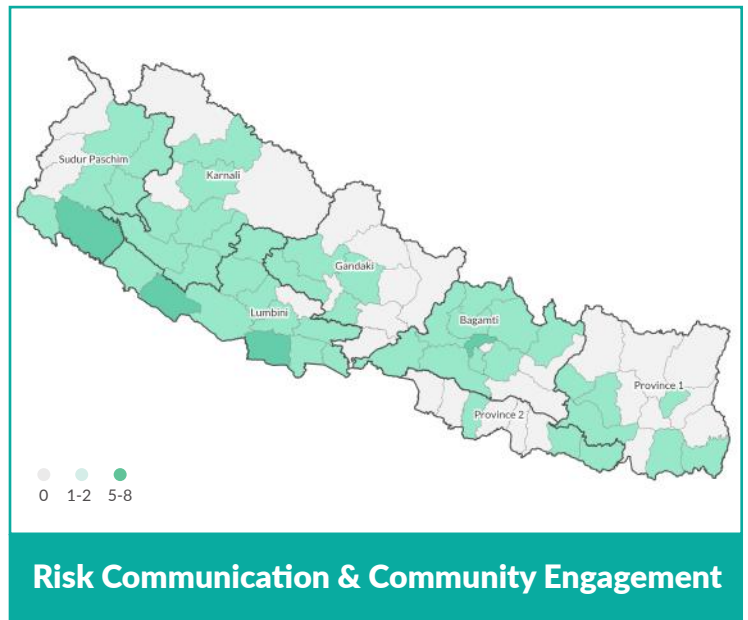 Sudur Paschim
Karnali
Gandaki
Lumbini
Bagamti
Province 1
Province 2
0 1-2 5-8
Risk Communication & Community Engagement